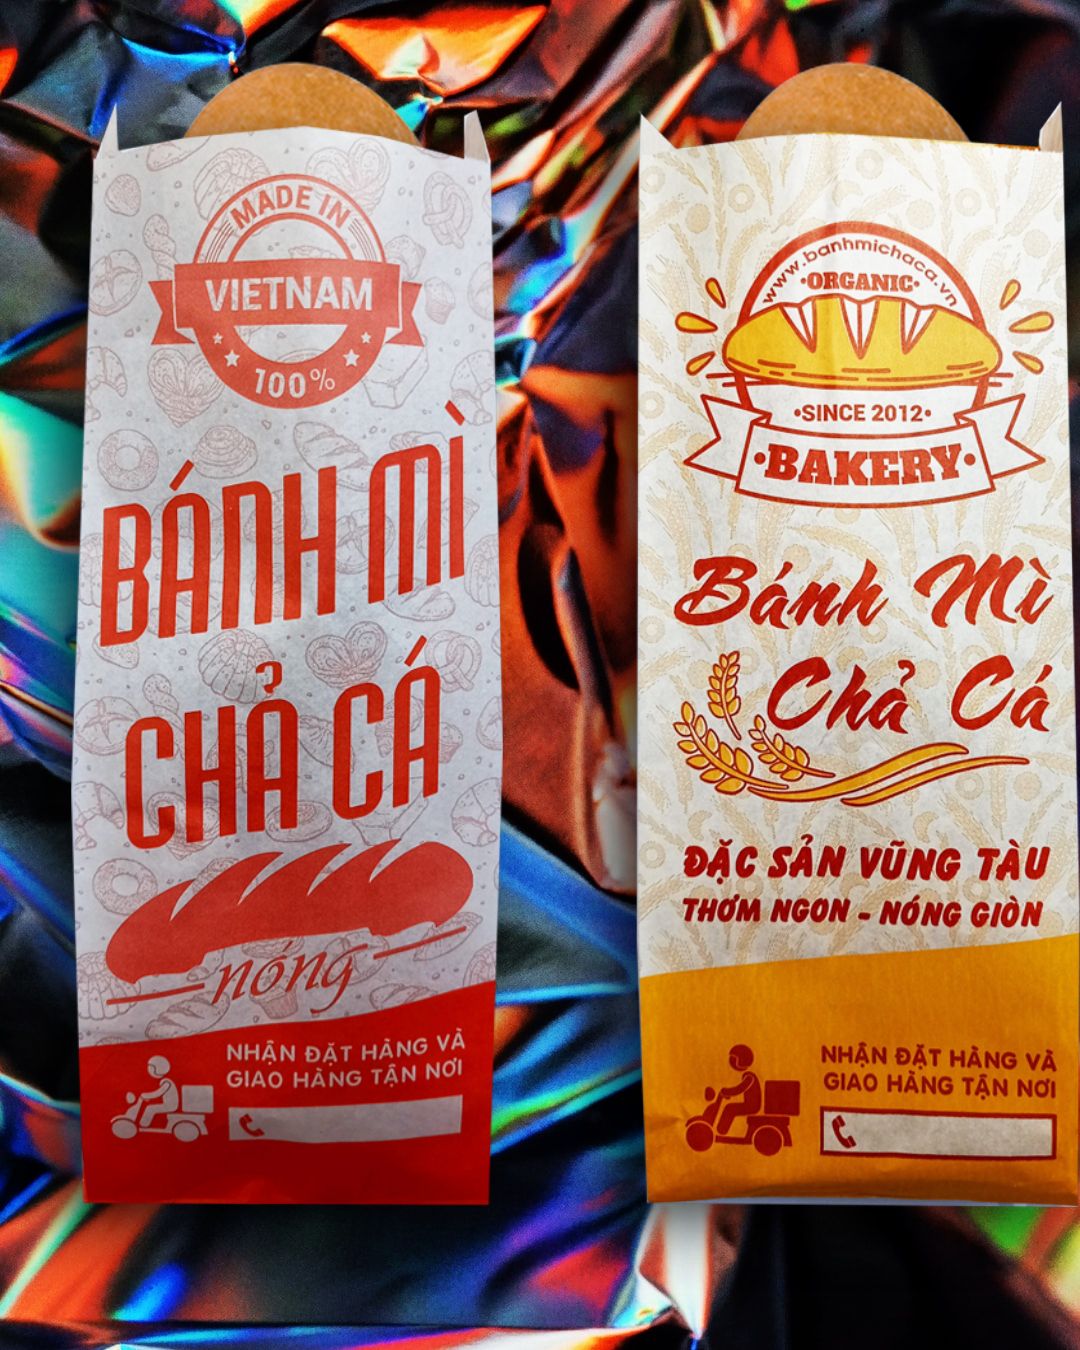 MADE IN
VIETNAM
100%
BÁNH MÌ
CHẢ CÁ
nóng
NHẬN ĐẶT HÀNG VÀ
GIAO HÀNG TẬN NƠI
www.banhmichaca.vn
•ORGANIC•
•SINCE 2012•
•BAKERY•
Bánh Mì
Chả Cá
ĐẶC SẢN VŨNG TÀU
THƠM NGON - NÓNG GIÒN
NHẬN ĐẶT HÀNG VÀ
GIAO HÀNG TẬN NƠI